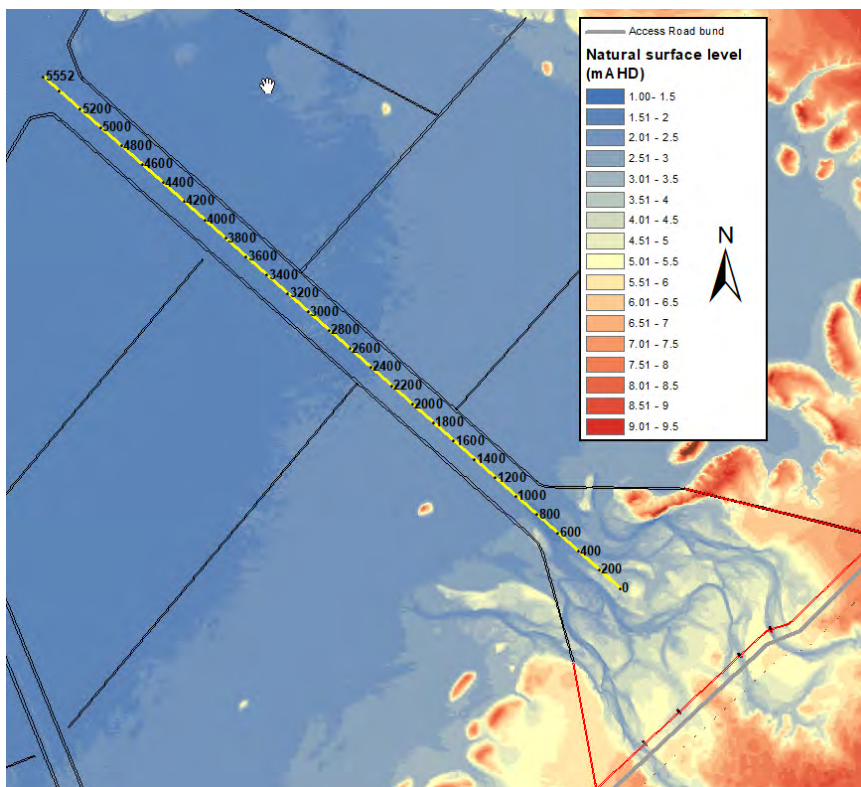 Access Road bund
Natural surface level
(mAHD)
1.00- 1.5
1.51 - 2
2.01 - 2.5
2.51 - 3
3.01 - 3.5
3.51 - 4
4.01 - 4.5
4.51 - 5
5.01 - 5.5
5.51 - 6
6.01 - 6.5
6.51 - 7
7.01 - 7.5
7.51 - 8
8.01 - 8.5
8.51 - 9
9.01 - 9.5
N
5552
5200
5000
4800
4600
4400
4200
4000
3800
3600
3400
3200
3000
2800
2600
2400
2200
2000
1800
1600
1400
1200
1000
800
600
400
200
0